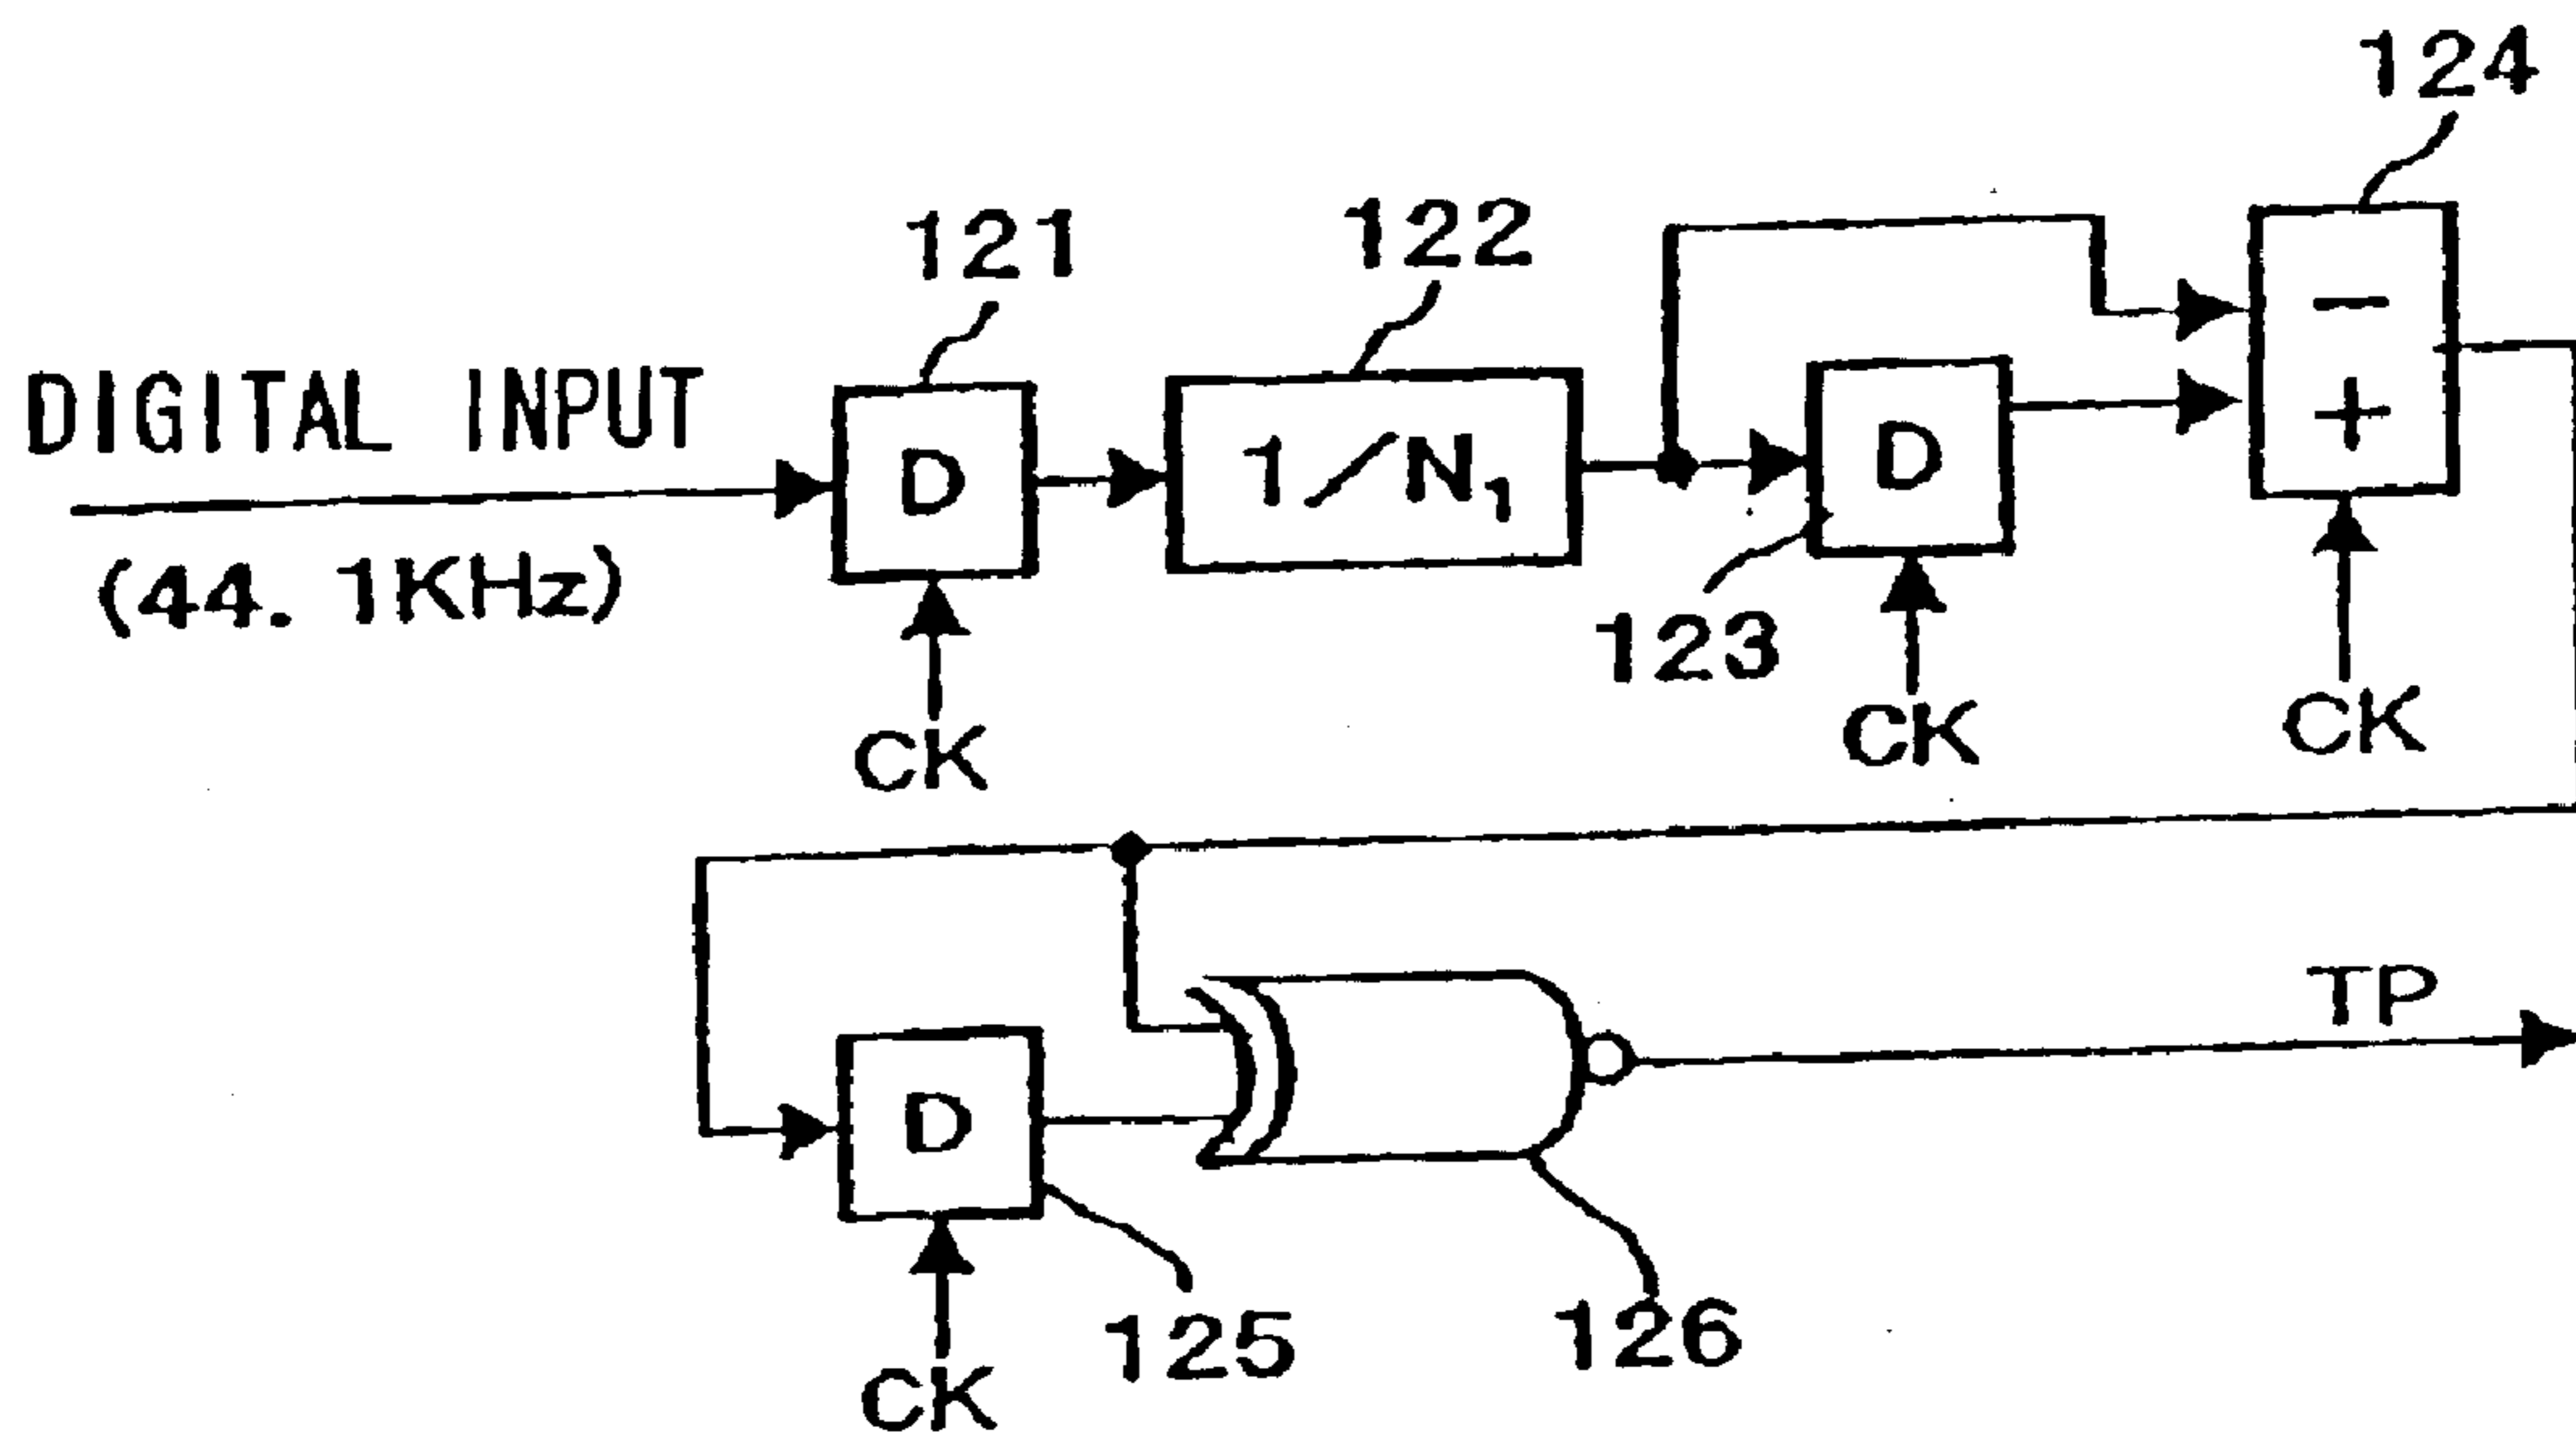 124
121
122
DIGITAL INPUT
(44.1KHz)
D
1/N₁
D
−
+
123
CK
CK
CK
TP
D
125
126
CK